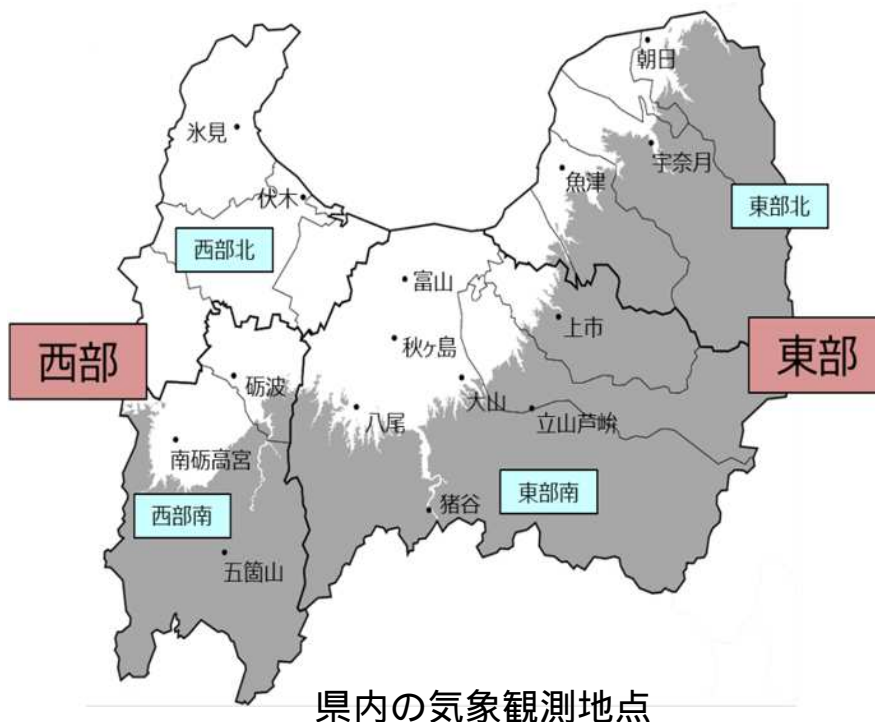 朝日
氷見
宇奈月
魚津
伏木
東部北
西部北
富山
上市
西部
秋ヶ島
東部
砺波
大山
八尾
立山芦峅
南砺高宮
東部南
猪谷
西部南
五箇山
県内の気象観測地点